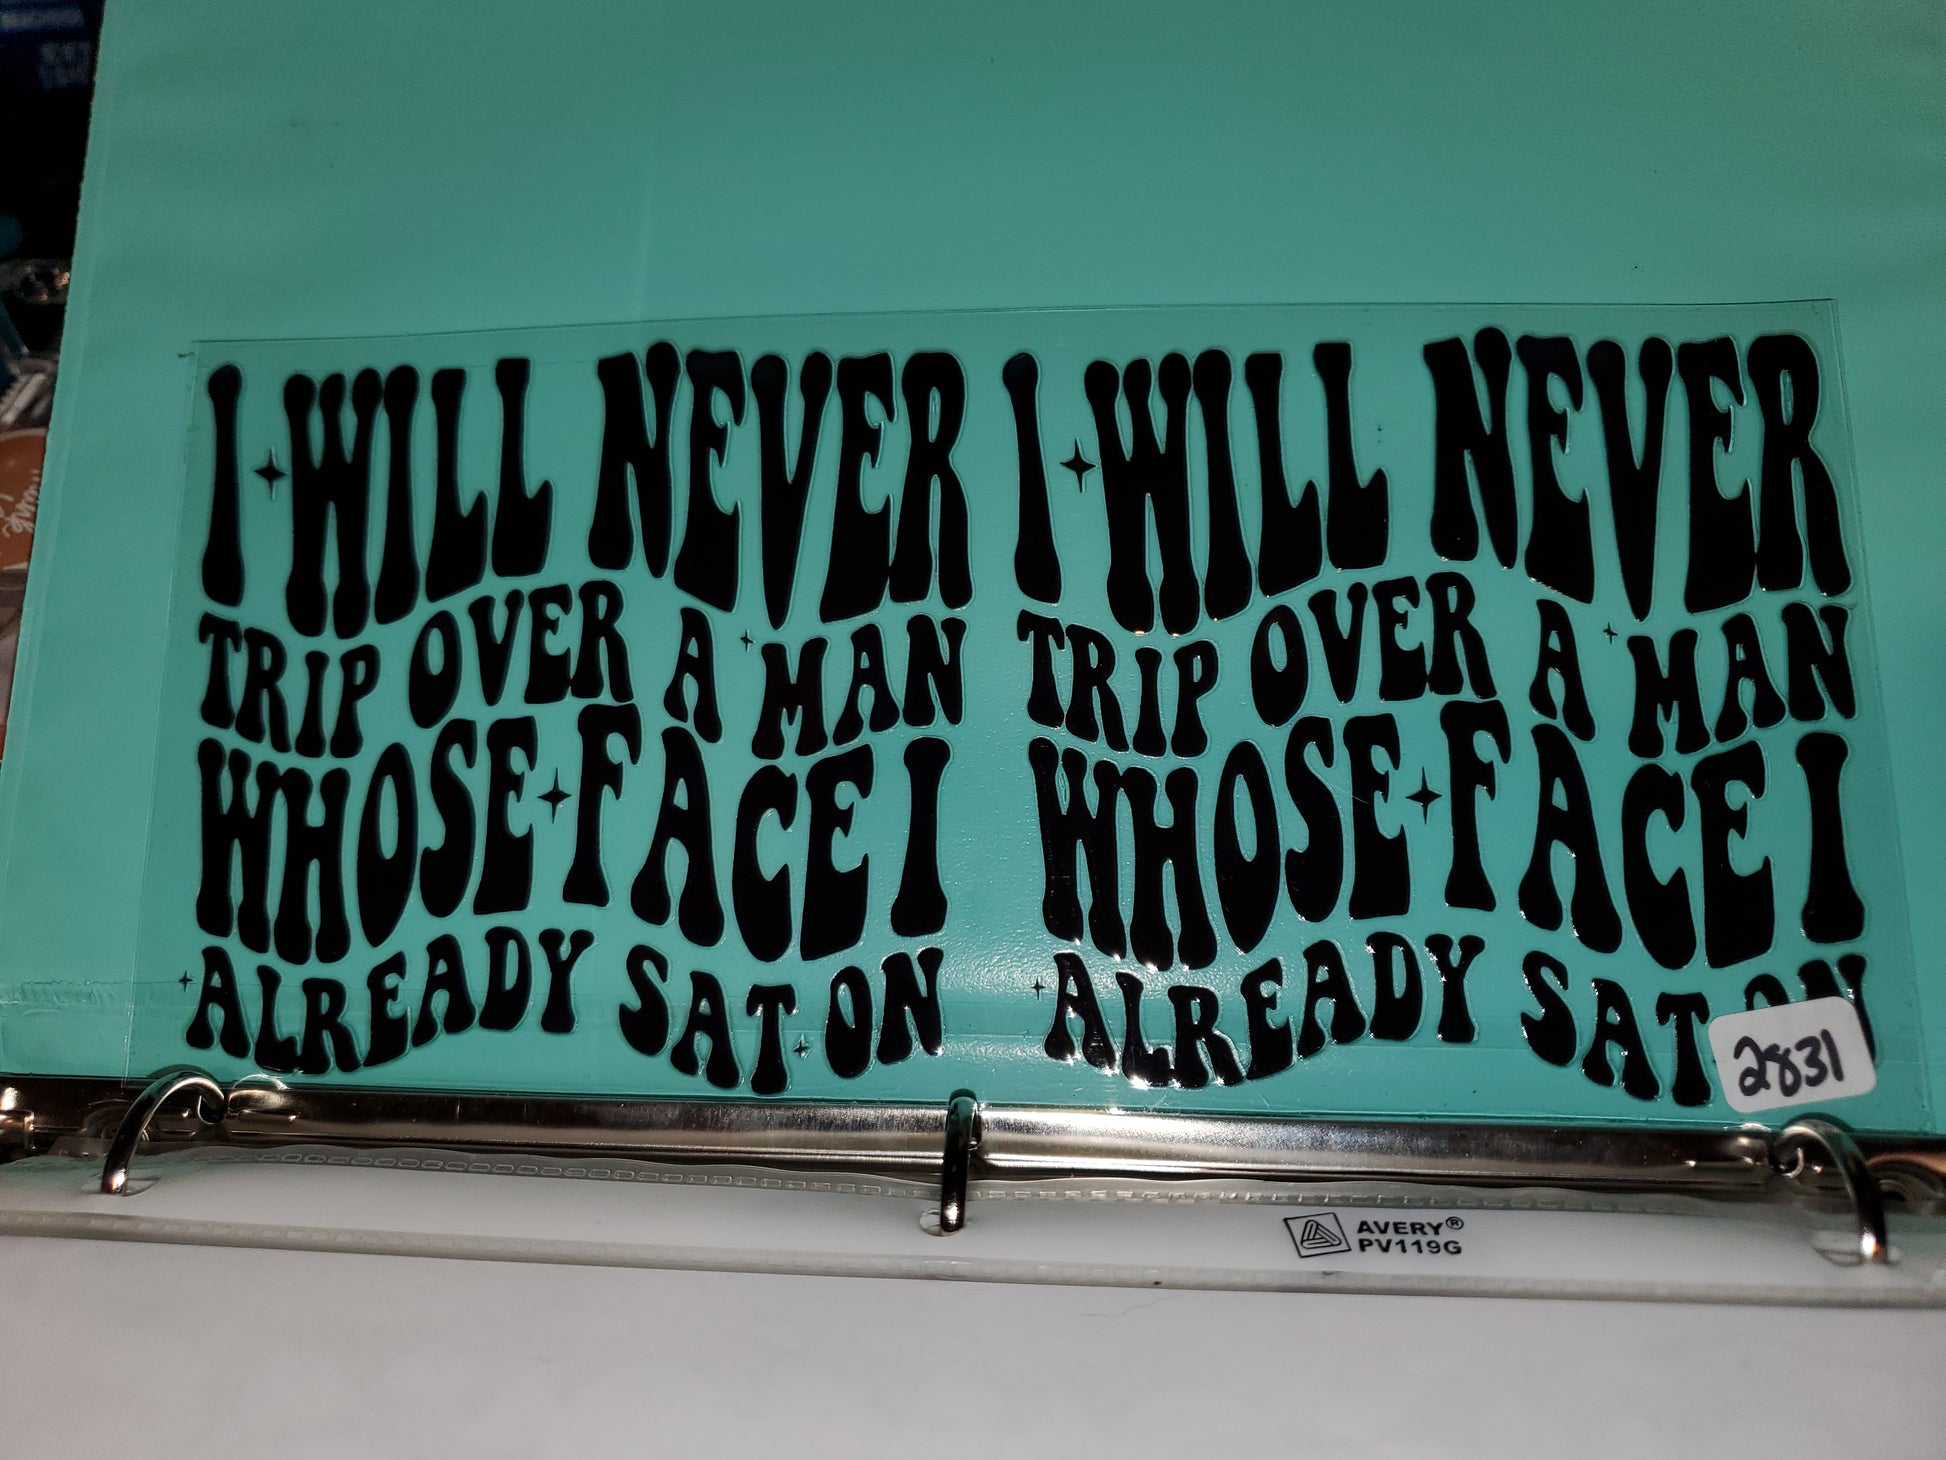 I WILL NEVER
TRIP OVER A MAN
WHOSE FACE I
ALREADY SAT ON
I WILL NEVER
TRIP OVER A MAN
WHOSE FACE I
ALREADY SAT ON
2831
AVERY®
PV119G